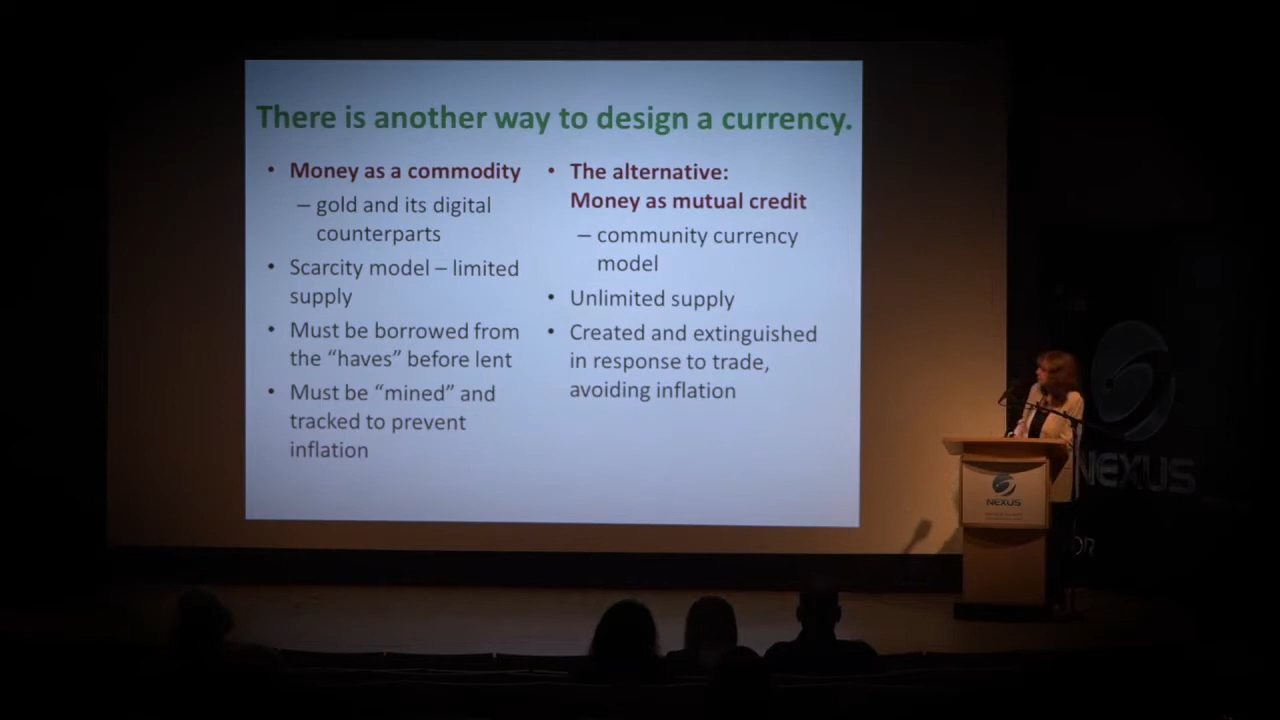 There is another way to design a currency.
• Money as a commodity
– gold and its digital
counterparts
• Scarcity model – limited
supply
• Must be borrowed from
the “haves” before lent
• Must be “mined” and
tracked to prevent
inflation
• The alternative:
Money as mutual credit
– community currency
model
• Unlimited supply
• Created and extinguished
in response to trade,
avoiding inflation
NEXUS
NEXUS